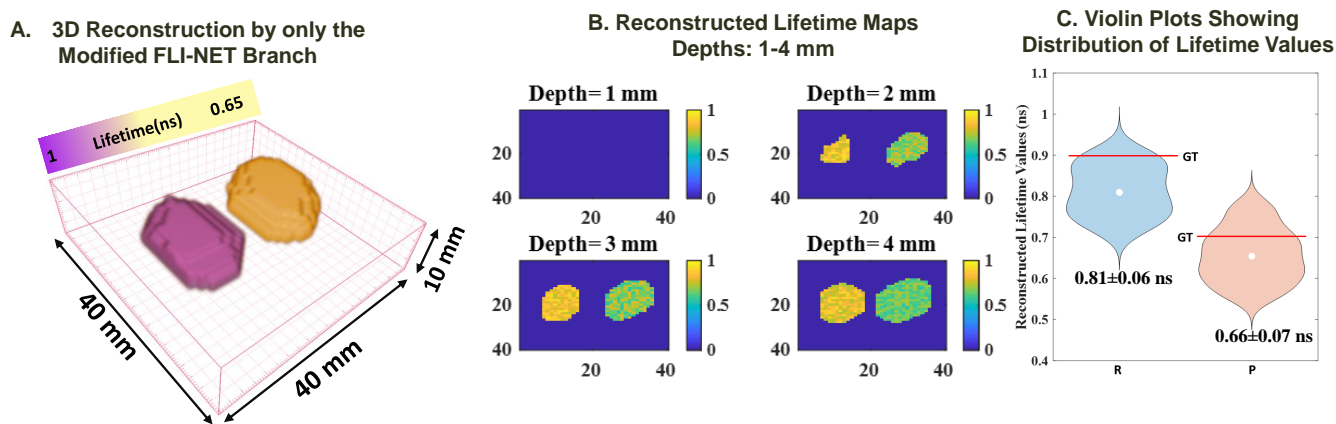 A. 3D Reconstruction by only the
Modified FLI-NET Branch
1 Lifetime(ns) 0.65
40 mm
40 mm
10 mm
B. Reconstructed Lifetime Maps
Depths: 1-4 mm
Depth= 1 mm
20
40
20
40
1
0.5
0
Depth= 2 mm
20
40
20
40
1
0.5
0
Depth= 3 mm
20
40
20
40
1
0.5
0
Depth= 4 mm
20
40
20
40
1
0.5
0
C. Violin Plots Showing
Distribution of Lifetime Values
Reconstructed Lifetime Values (ns)
1.1
1
0.9
0.8
0.7
0.6
0.5
0.4
GT
GT
0.81±0.06 ns
0.66±0.07 ns
R
P